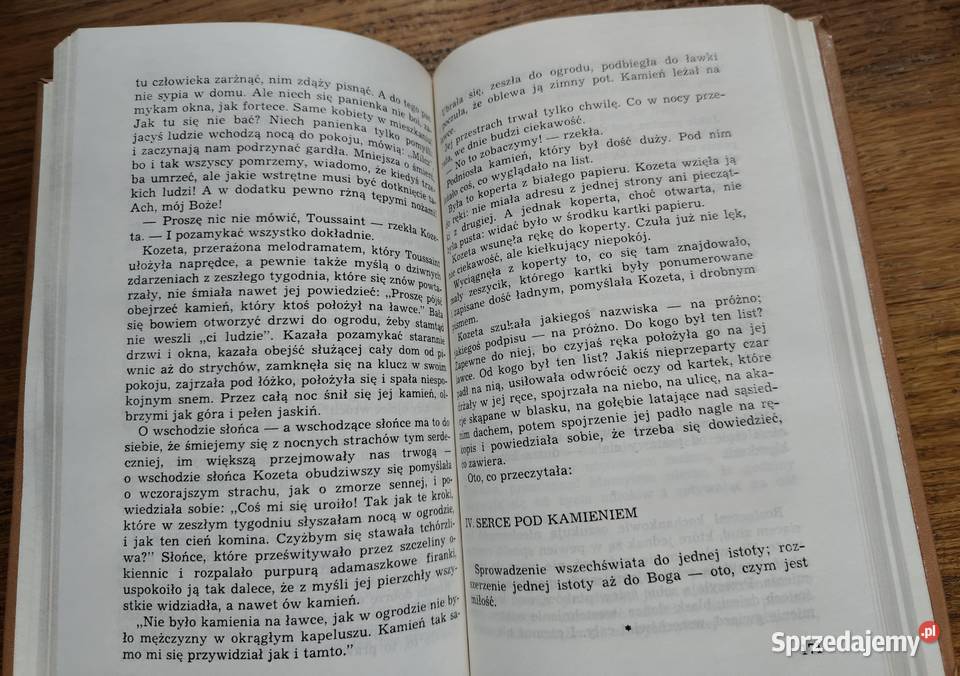 tu człowieka zarżnąć, nim zdąży pisnąć. A do tego pan
nie sypia w domu. Ale niech się panienka nie boi, za-
mykam okna, jak fortece. Same kobiety w mieszkaniu!
Jak tu się nie bać? Niech panienka tylko pomyśli,
jacyś ludzie wchodzą nocą do pokoju, mówią: „Milcz"
i zaczynają nam podrzynać gardła. Mniejsza o śmierć,
bo i tak wszyscy pomrzemy, wiadomo, że kiedyś trze-
ba umrzeć, ale jakie wstrętne musi być dotknięcie ta-
kich ludzi! A w dodatku pewno rżną tępymi nożami!
Ach, mój Boże!
— Proszę nic nie mówić, Toussaint — rzekła Koze-
ta. — I pozamykać wszystko dokładnie.
Kozeta, przerażona melodramatem, który Toussaint
ułożyła naprędce, a pewnie także myślą o dziwnych
zdarzeniach z zeszłego tygodnia, które się znów powta-
rzały, nie śmiała nawet jej powiedzieć: „Proszę pójść
obejrzeć kamień, który ktoś położył na ławce." Bała
się bowiem otworzyć drzwi do ogrodu, żeby stamtąd
nie weszli „ci ludzie". Kazała pozamykać starannie
drzwi i okna, kazała obejść służącej cały dom od pi-
wnic aż do strychów, zamknęła się na klucz w swoim
pokoju, zajrzała pod łóżko, położyła się i spała niespo-
kojnym snem. Przez całą noc śnił się jej kamień, ol-
brzymi jak góra i pełen jaskiń.
O wschodzie słońca — a wschodzące słońce ma to do
siebie, że śmiejemy się z nocnych strachów tym serde-
czniej, im większą przejmowały nas trwogą —
o wschodzie słońca Kozeta obudziwszy się pomyślała
o wczorajszym strachu, jak o zmorze sennej, i po-
wiedziała sobie: „Coś mi się uroiło! Tak jak te kroki,
które w zeszłym tygodniu słyszałam nocą w ogrodzie,
i jak ten cień komina. Czyżbym się stawała tchórzli-
wa?" Słońce, które prześwitywało przez szczeliny o-
kiennic i rozpalało purpurą adamaszkowe firanki,
uspokoiło ją tak dalece, że z myśli jej pierzchły wszy-
stkie widziadła, a nawet ów kamień.
„Nie było kamienia na ławce, jak w ogrodzie nie by-
ło mężczyzny w okrągłym kapeluszu. Kamień tak sa-
mo mi się przywidział jak i tamto."
Ubrała się, zeszła do ogrodu, podbiegła do ławki
poczuła, że oblewa ją zimny pot. Kamień leżał na
ławce.
Jej przestrach trwał tylko chwilę. Co w nocy prze-
we dnie budzi ciekawość.
No to zobaczymy! — rzekła.
Podniosła kamień, który był dość duży. Pod nim
coś, co wyglądało na list.
Była to koperta z białego papieru. Kozeta wzięła ją
ręki: nie miała adresu z jednej strony ani pieczęt-
z drugiej. A jednak koperta, choć otwarta, nie
była pusta: widać było w środku kartki papieru.
Kozeta wsunęła rękę do koperty. Czuła już nie lęk,
nie ciekawość, ale kiełkujący niepokój.
Wyciągnęła z koperty to, co się tam znajdowało,
mały zeszycik, którego kartki były ponumerowane
i zapisane dość ładnym, pomyślała Kozeta, i drobnym
pismem.
Kozeta szukała jakiegoś nazwiska — na próżno;
jakiegoś podpisu — na próżno. Do kogo był ten list?
Zapewne do niej, bo czyjaś ręka położyła go na jej
ławce. Od kogo był ten list? Jakiś nieprzeparty czar
padł na nią, usiłowała odwrócić oczy od kartek, które
drżały w jej ręce, spojrzała na niebo, na ulicę, na aka-
cje skąpane w blasku, na gołębie latające nad sąsied-
nim dachem, potem spojrzenie jej padło nagle na rę-
kopis i powiedziała sobie, że trzeba się dowiedzieć,
co zawiera.
Oto, co przeczytała:
IV. SERCE POD KAMIENIEM
Sprowadzenie wszechświata do jednej istoty; roz-
szerzenie jednej istoty aż do Boga — oto, czym jest
miłość.
*
Sprzedajemy.pl